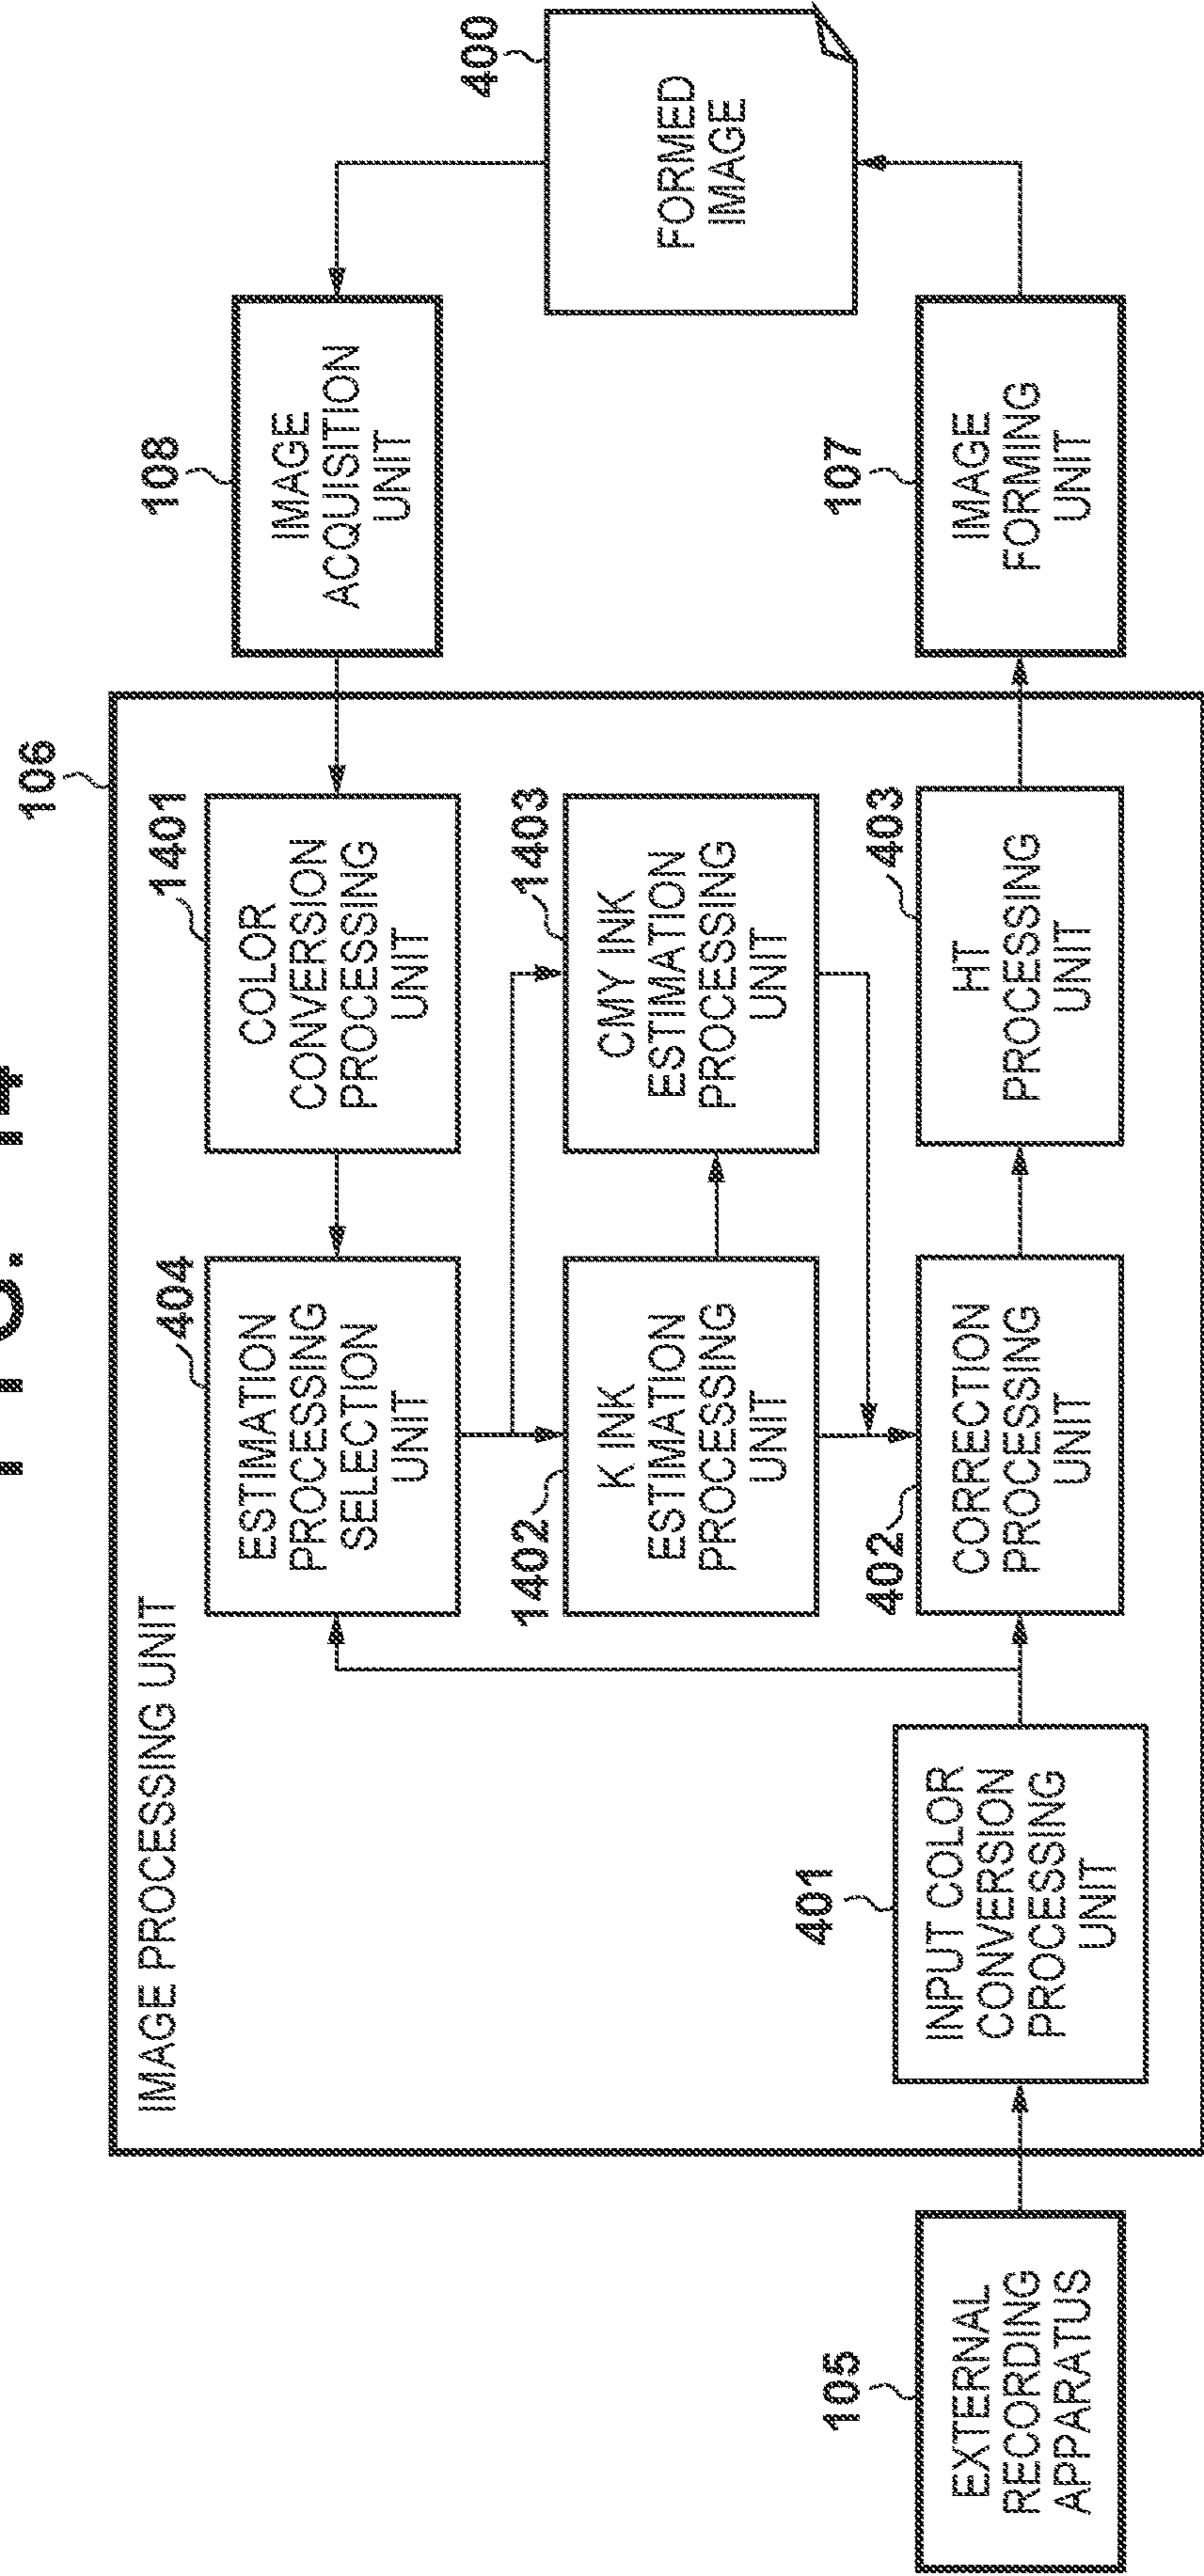 FIG. 14
106
IMAGE PROCESSING UNIT
404
ESTIMATION
PROCESSING
SELECTION
UNIT
1401
COLOR
CONVERSION
PROCESSING
UNIT
108
IMAGE
ACQUISITION
UNIT
400
FORMED
IMAGE
1402
K INK
ESTIMATION
PROCESSING
UNIT
1403
CMY INK
ESTIMATION
PROCESSING
UNIT
105
EXTERNAL
RECORDING
APPARATUS
401
INPUT COLOR
CONVERSION
PROCESSING
UNIT
402
CORRECTION
PROCESSING
UNIT
403
HT
PROCESSING
UNIT
107
IMAGE
FORMING
UNIT